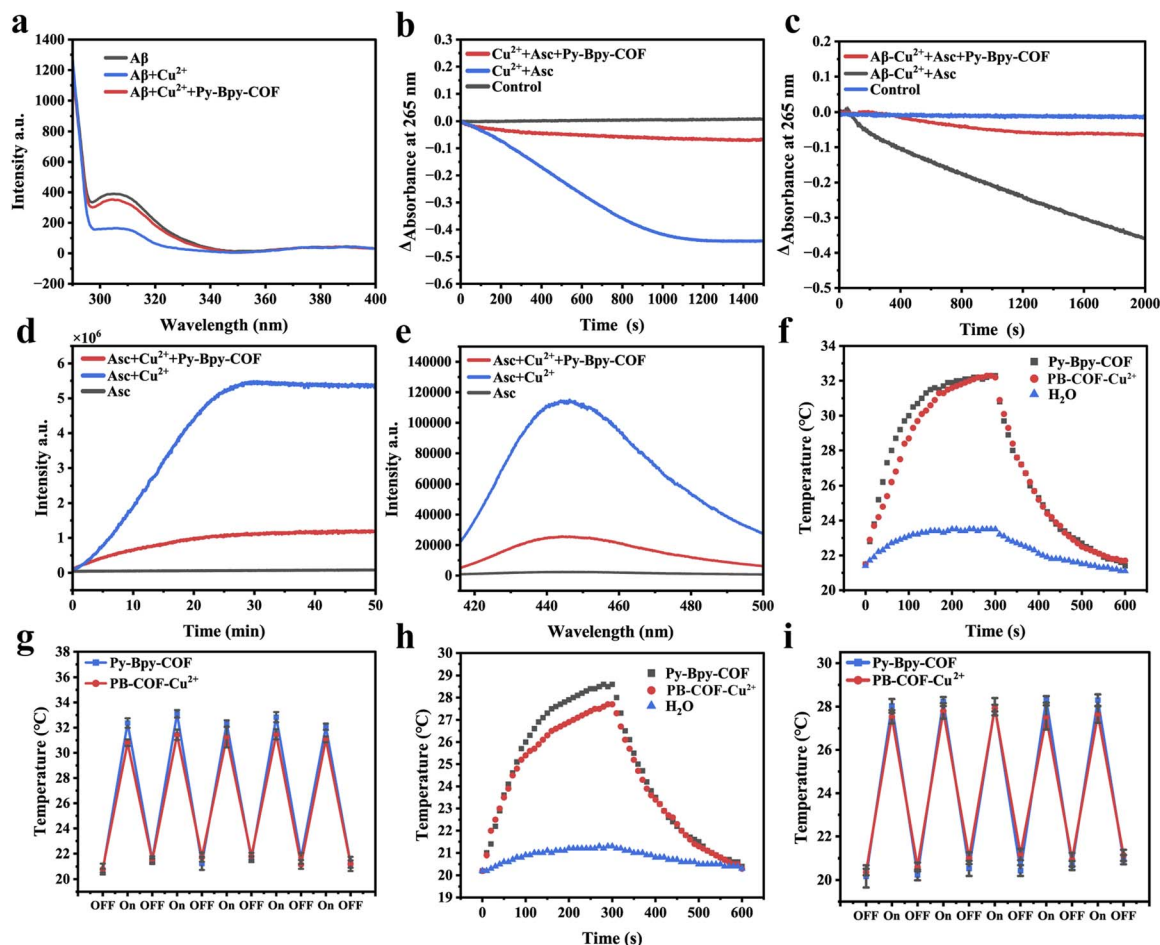 a
1400
1200
1000
800
600
400
200
0
−200
Intensity a.u.
Aβ
Aβ+Cu²⁺
Aβ+Cu²⁺+Py-Bpy-COF
300
320
340
360
380
400
Wavelength (nm)
b
0.3
0.2
0.1
0.0
−0.1
−0.2
−0.3
−0.4
−0.5
−0.6
Δ Absorbance at 265 nm
Cu²⁺+Asc+Py-Bpy-COF
Cu²⁺+Asc
Control
0
200
400
600
800
1000
1200
1400
Time (s)
c
0.2
0.1
0.0
−0.1
−0.2
−0.3
−0.4
−0.5
Δ Absorbance at 265 nm
Aβ-Cu²⁺+Asc+Py-Bpy-COF
Aβ-Cu²⁺+Asc
Control
0
400
800
1200
1600
2000
Time (s)
d
×10⁶
6
5
4
3
2
1
0
Intensity a.u.
Asc+Cu²⁺+Py-Bpy-COF
Asc+Cu²⁺
Asc
0
10
20
30
40
50
Time (min)
e
140000
120000
100000
80000
60000
40000
20000
0
Intensity a.u.
Asc+Cu²⁺+Py-Bpy-COF
Asc+Cu²⁺
Asc
420
440
460
480
500
Wavelength (nm)
f
34
32
30
28
26
24
22
20
Temperature (°C)
Py-Bpy-COF
PB-COF-Cu²⁺
H₂O
0
100
200
300
400
500
600
Time (s)
g
38
36
34
32
30
28
26
24
22
20
Temperature (°C)
Py-Bpy-COF
PB-COF-Cu²⁺
OFF On OFF On OFF On OFF On OFF On OFF
h
30
29
28
27
26
25
24
23
22
21
20
19
Temperature (°C)
Py-Bpy-COF
PB-COF-Cu²⁺
H₂O
0
100
200
300
400
500
600
Time (s)
i
30
28
26
24
22
20
Temperature (°C)
Py-Bpy-COF
PB-COF-Cu²⁺
OFF On OFF On OFF On OFF On OFF On OFF